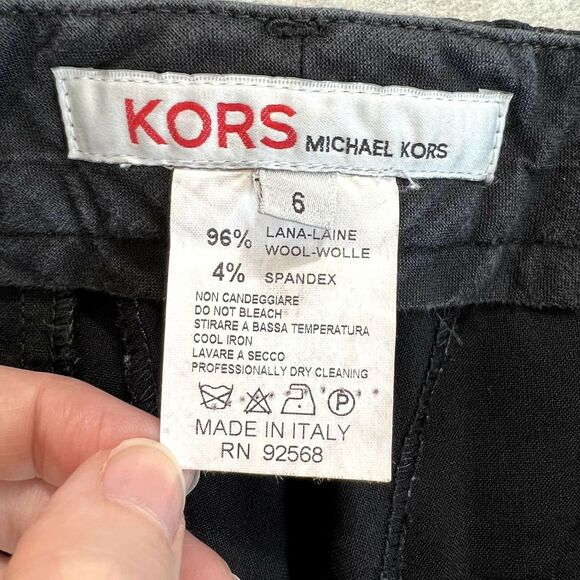 KORS MICHAEL KORS
6
96% LANA-LAINE
WOOL-WOLLE
4% SPANDEX
NON CANDEGGIARE
DO NOT BLEACH
STIRARE A BASSA TEMPERATURA
COOL IRON
LAVARE A SECCO
PROFESSIONALLY DRY CLEANING
P
MADE IN ITALY
RN 92568